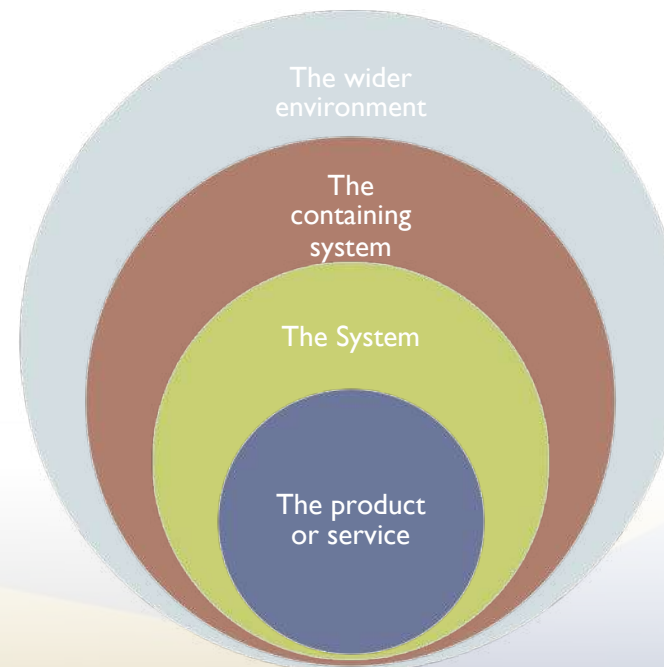 The wider
environment
The
containing
system
The System
The product
or service